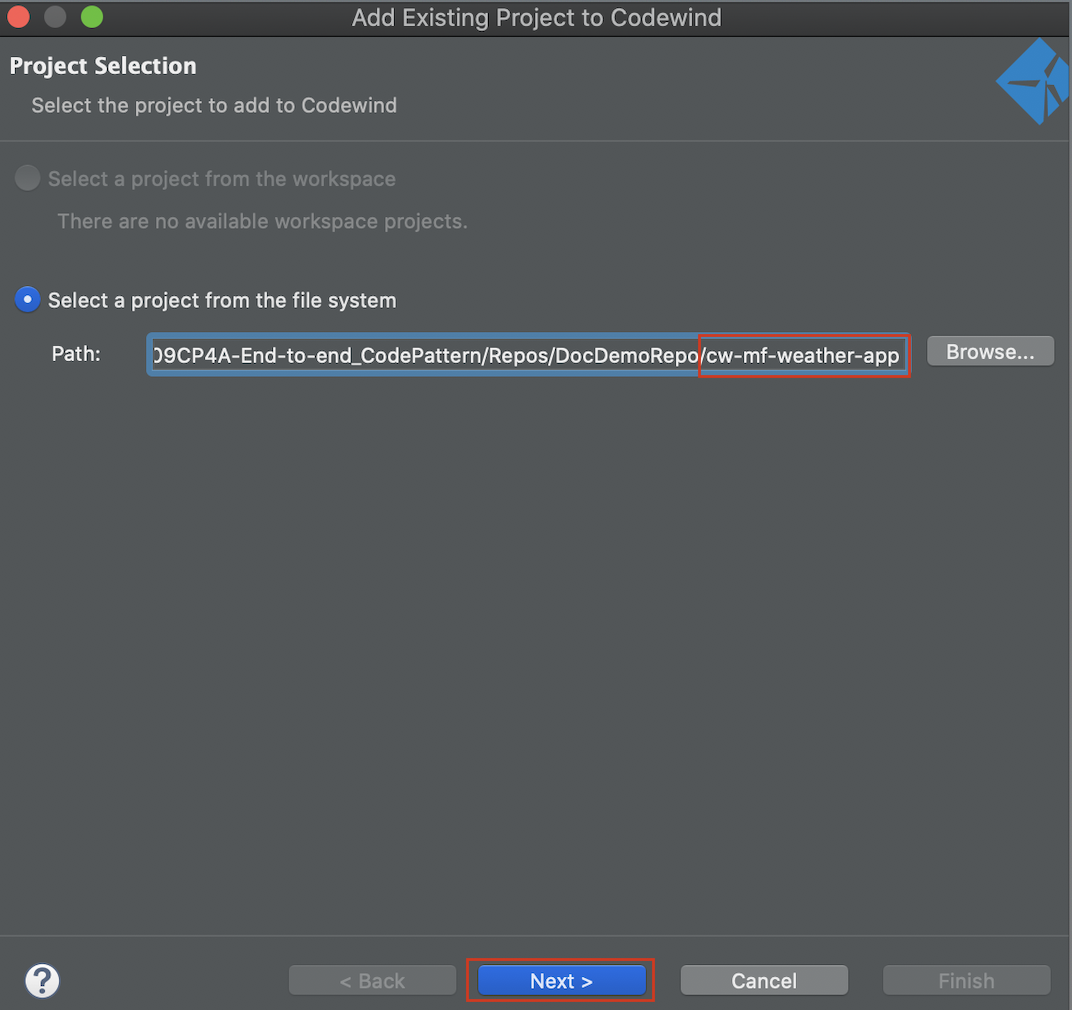 Add Existing Project to Codewind
Project Selection
Select the project to add to Codewind
Select a project from the workspace
There are no available workspace projects.
Select a project from the file system
Path: 09CP4A-End-to-end_CodePattern/Repos/DocDemoRepo/cw-mf-weather-app Browse...
? < Back Next > Cancel Finish